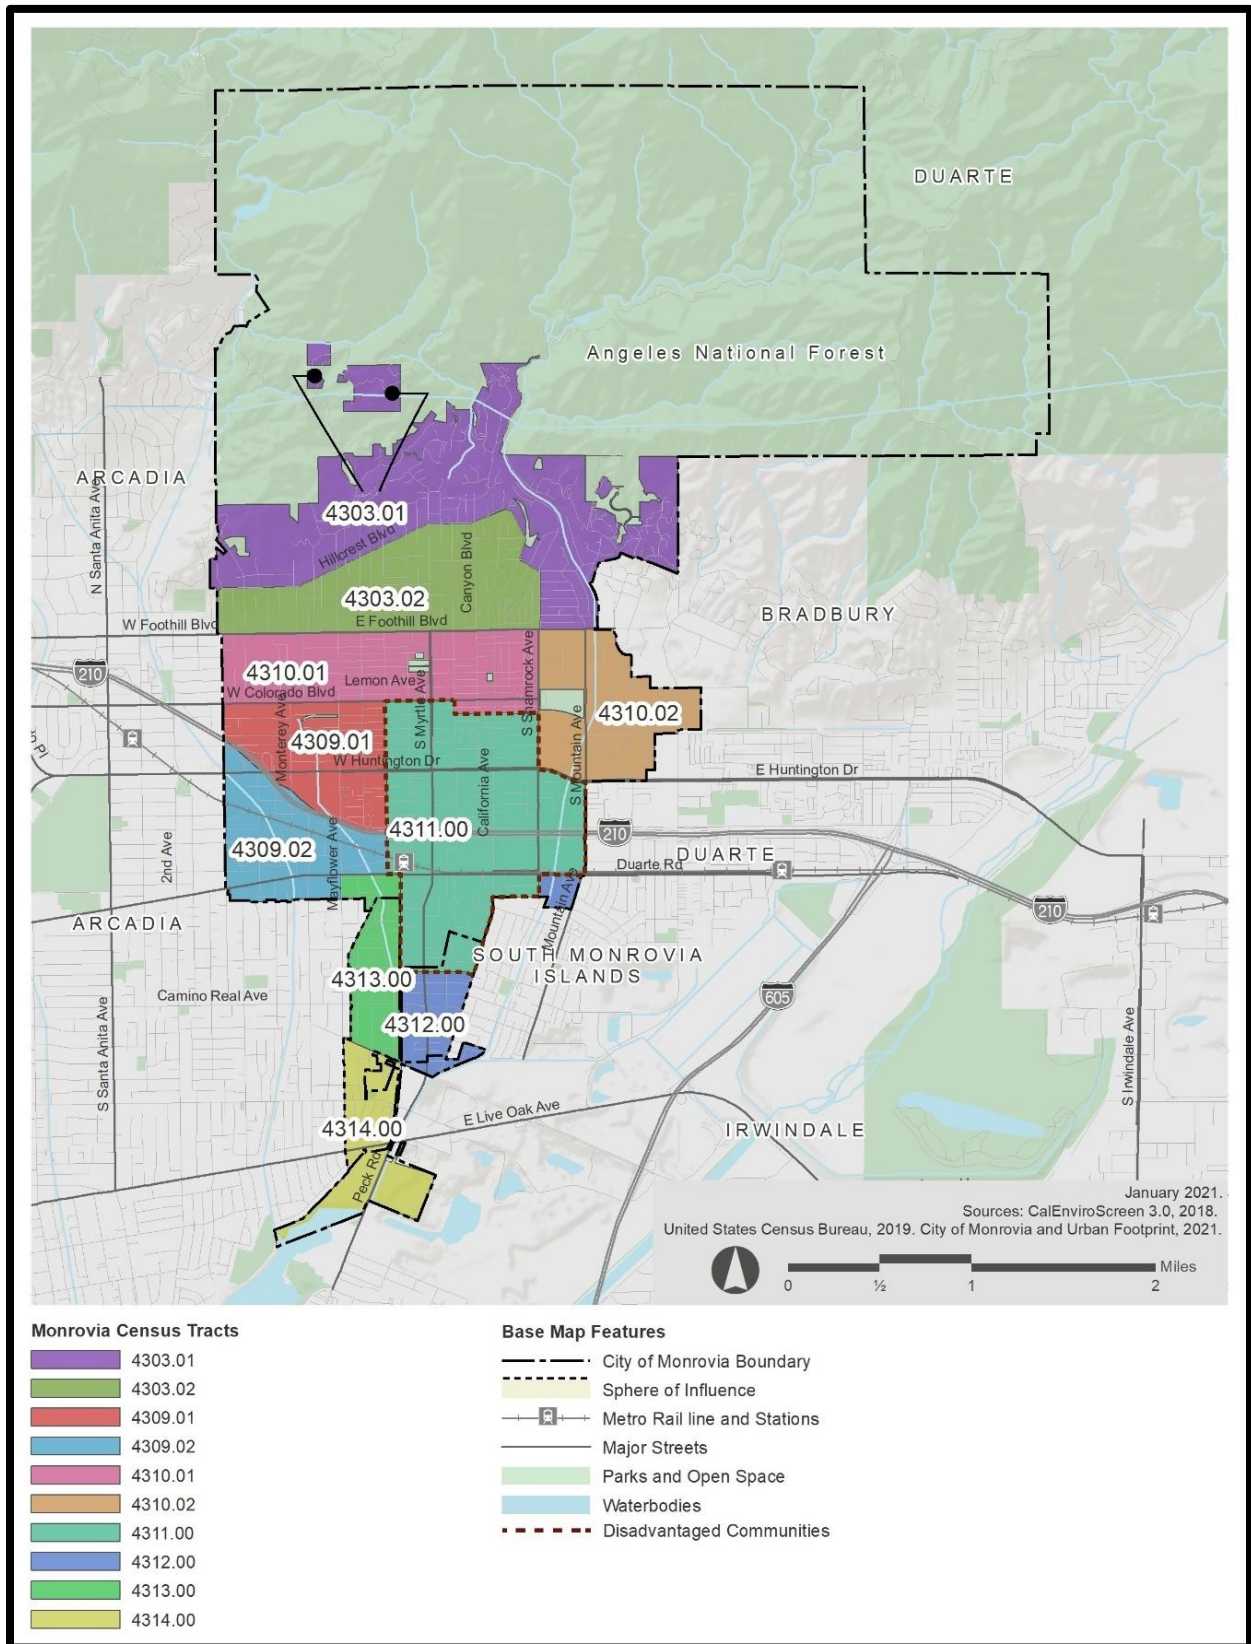 DUARTE
Angeles National Forest
ARCADIA
N Santa Anita Ave
4303.01
Hillcrest Blvd
Canyon Blvd
4303.02
E Foothill Blvd
W Foothill Blvd
BRADBURY
210
4310.01
Lemon Ave
W Colorado Blvd
S Myrtle Ave
S Shamrock Ave
4310.02
Monterey Ave
4309.01
W Huntington Dr
California Ave
S Mountain Ave
E Huntington Dr
2nd Ave
4309.02
Mayflower Ave
4311.00
210
DUARTE
Duarte Rd
210
ARCADIA
Mountain Ave
SOUTH MONROVIA
ISLANDS
4313.00
Camino Real Ave
605
4312.00
S Santa Anita Ave
S Irwindale Ave
E Live Oak Ave
4314.00
IRWINDALE
Peck Rd
January 2021.
Sources: CalEnviroScreen 3.0, 2018.
United States Census Bureau, 2019. City of Monrovia and Urban Footprint, 2021.
Miles
0 ½ 1 2
Monrovia Census Tracts
4303.01
4303.02
4309.01
4309.02
4310.01
4310.02
4311.00
4312.00
4313.00
4314.00
Base Map Features
City of Monrovia Boundary
Sphere of Influence
Metro Rail line and Stations
Major Streets
Parks and Open Space
Waterbodies
Disadvantaged Communities